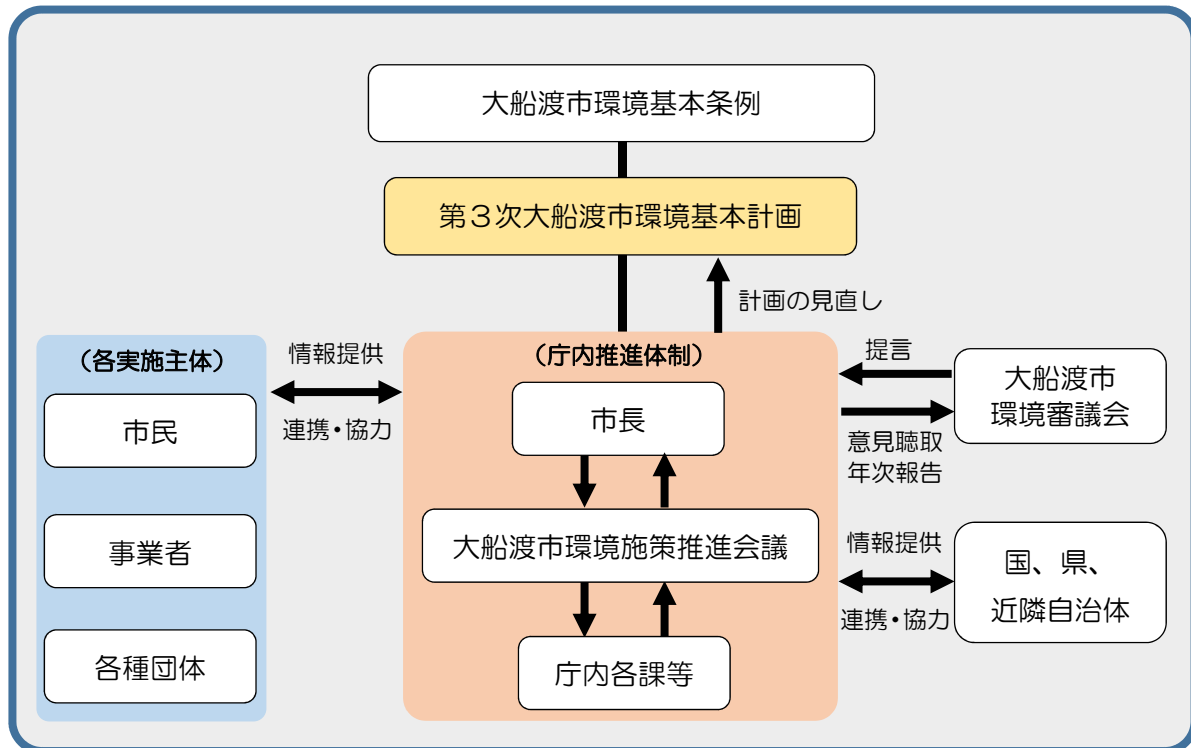 大船渡市環境基本条例
第３次大船渡市環境基本計画
計画の見直し
（各実施主体）
市民
事業者
各種団体
情報提供
連携・協力
（庁内推進体制）
市長
大船渡市環境施策推進会議
庁内各課等
提言
意見聴取
年次報告
大船渡市
環境審議会
情報提供
連携・協力
国、県、
近隣自治体